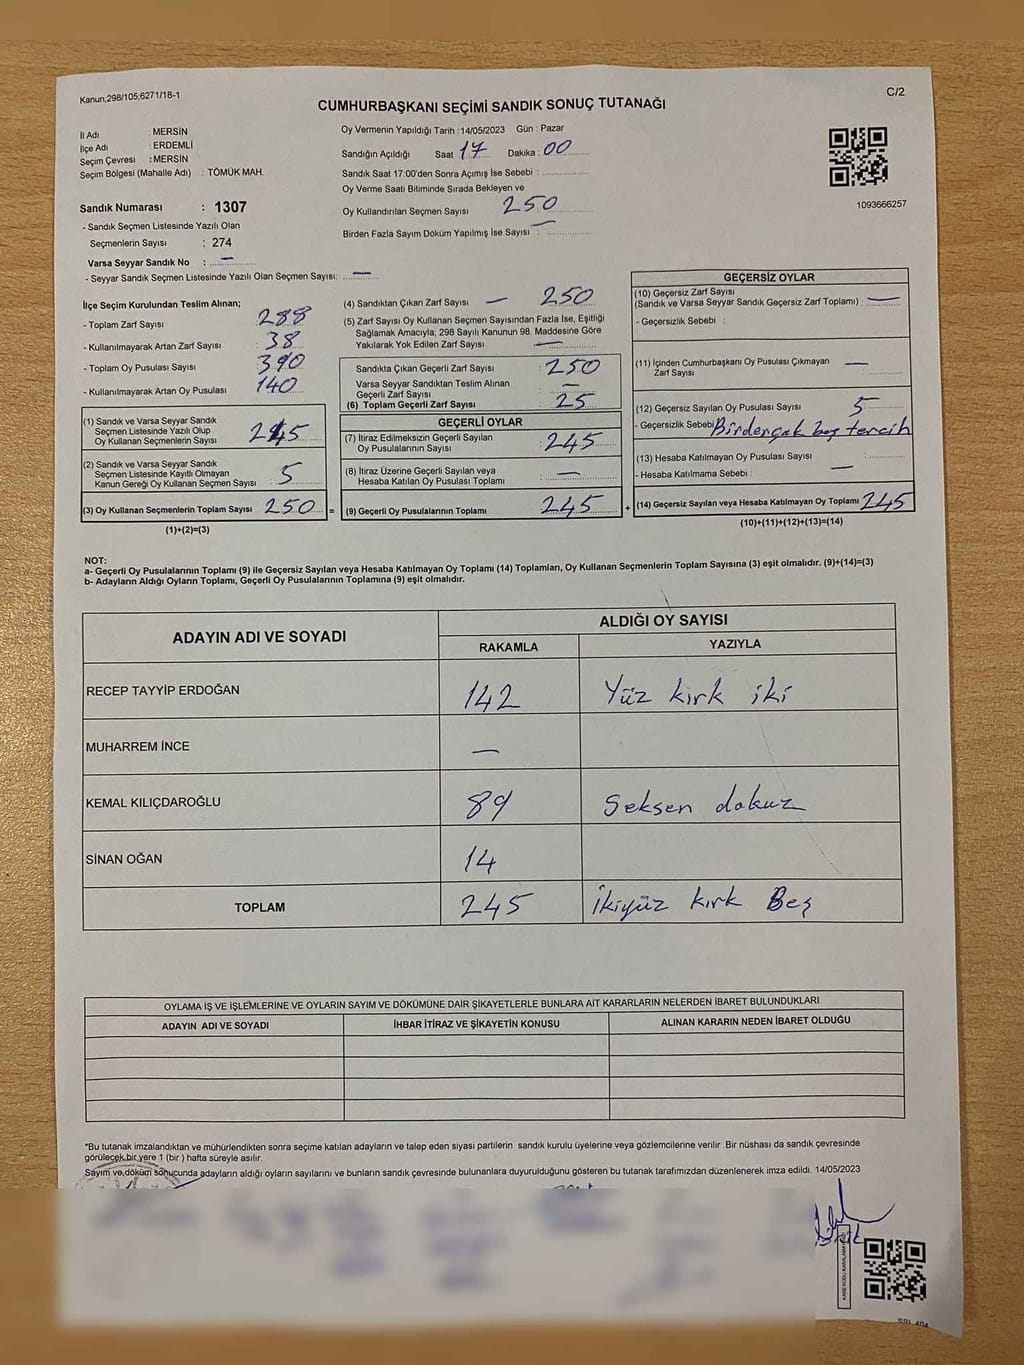 Kanun,298/105,6271/18-1
C/2
CUMHURBAŞKANI SEÇİMİ SANDIK SONUÇ TUTANAĞI
İl Adı : MERSİN
İlçe Adı : ERDEMLİ
Seçim Çevresi : MERSİN
Seçim Bölgesi (Mahalle Adı) : TÖMÜK MAH.
Sandık Numarası : 1307
- Sandık Seçmen Listesinde Yazılı Olan
Seçmenlerin Sayısı : 274
Varsa Seyyar Sandık No : —
- Seyyar Sandık Seçmen Listesinde Yazılı Olan Seçmen Sayısı: —
Oy Vermenin Yapıldığı Tarih : 14/05/2023 Gün : Pazar
Sandığın Açıldığı Saat 17 Dakika : 00
Sandık Saat 17:00'den Sonra Açımış İse Sebebi :
Oy Verme Saati Bitiminde Sırada Bekleyen ve
Oy Kullandırılan Seçmen Sayısı 250
Birden Fazla Sayım Döküm Yapılmış İse Sayısı : —
1093666257
İlçe Seçim Kurulundan Teslim Alınan;
- Toplam Zarf Sayısı : 288
- Kullanılmayarak Artan Zarf Sayısı : 38
- Toplam Oy Pusulası Sayısı : 390
- Kullanılmayarak Artan Oy Pusulası : 140
(1) Sandık ve Varsa Seyyar Sandık
Seçmen Listesinde Yazılı Olup
Oy Kullanan Seçmenlerin Sayısı 245
(2) Sandık ve Varsa Seyyar Sandık
Seçmen Listesinde Kayıtlı Olmayan
Kanun Gereği Oy Kullanan Seçmen Sayısı : 5
(3) Oy Kullanan Seçmenlerin Toplam Sayısı : 250 =
(1)+(2)=(3)
(4) Sandıktan Çıkan Zarf Sayısı — 250
(5) Zarf Sayısı Oy Kullanan Seçmen Sayısından Fazla İse, Eşitliği
Sağlamak Amacıyla, 298 Sayılı Kanunun 98. Maddesine Göre
Yakılarak Yok Edilen Zarf Sayısı —
Sandıkta Çıkan Geçerli Zarf Sayısı : 250
Varsa Seyyar Sandıktan Teslim Alınan
Geçerli Zarf Sayısı : —
(6) Toplam Geçerli Zarf Sayısı : 25
GEÇERLİ OYLAR
(7) İtiraz Edilmeksizin Geçerli Sayılan
Oy Pusulalarının Sayısı : 245
(8) İtiraz Üzerine Geçerli Sayılan veya
Hesaba Katılan Oy Pusulası Toplamı : —
(9) Geçerli Oy Pusulalarının Toplamı 245 +
GEÇERSİZ OYLAR
(10) Geçersiz Zarf Sayısı
(Sandık ve Varsa Seyyar Sandık Geçersiz Zarf Toplamı) : —
- Geçersizlik Sebebi :
(11) İçinden Cumhurbaşkanı Oy Pusulası Çıkmayan
Zarf Sayısı : —
(12) Geçersiz Sayılan Oy Pusulası Sayısı : 5
- Geçersizlik Sebebi
(13) Hesaba Katılmayan Oy Pusulası Sayısı :
- Hesaba Katılmama Sebebi : —
(14) Geçersiz Sayılan veya Hesaba Katılmayan Oy Toplamı 245
(10)+(11)+(12)+(13)=(14)
NOT:
a- Geçerli Oy Pusulalarının Toplamı (9) ile Geçersiz Sayılan veya Hesaba Katılmayan Oy Toplamı (14) Toplamları, Oy Kullanan Seçmenlerin Toplam Sayısına (3) eşit olmalıdır. (9)+(14)=(3)
b- Adayların Aldığı Oyların Toplamı, Geçerli Oy Pusulalarının Toplamına (9) eşit olmalıdır.
ADAYIN ADI VE SOYADI
ALDIĞI OY SAYISI
RAKAMLA YAZIYLA
RECEP TAYYİP ERDOĞAN 142 Yüz kırk iki
MUHARREM İNCE —
KEMAL KILIÇDAROĞLU 89 Seksen dokuz
SİNAN OĞAN 14
TOPLAM 245 İkiyüz kırk Beş
OYLAMA İŞ VE İŞLEMLERİNE VE OYLARIN SAYIM VE DÖKÜMÜNE DAİR ŞİKAYETLERLE BUNLARA AİT KARARLARIN NELERDEN İBARET BULUNDUKLARI
ADAYIN ADI VE SOYADI İHBAR İTİRAZ VE ŞİKAYETİN KONUSU ALINAN KARARIN NEDEN İBARET OLDUĞU
*Bu tutanak imzalandıktan ve mühürlendikten sonra seçime katılan adayların ve talep eden siyasi partilerin sandık kurulu üyelerine veya gözlemcilerine verilir. Bir nüshası da sandık çevresinde
görülecek bir yere 1 (bir ) hafta süreyle asılır.
Sayım ve döküm sonucunda adayların aldığı oyların sayılarını ve bunların sandık çevresinde bulunanlara duyurulduğunu gösteren bu tutanak tarafımızdan düzenlenerek imza edildi. 14/05/2023